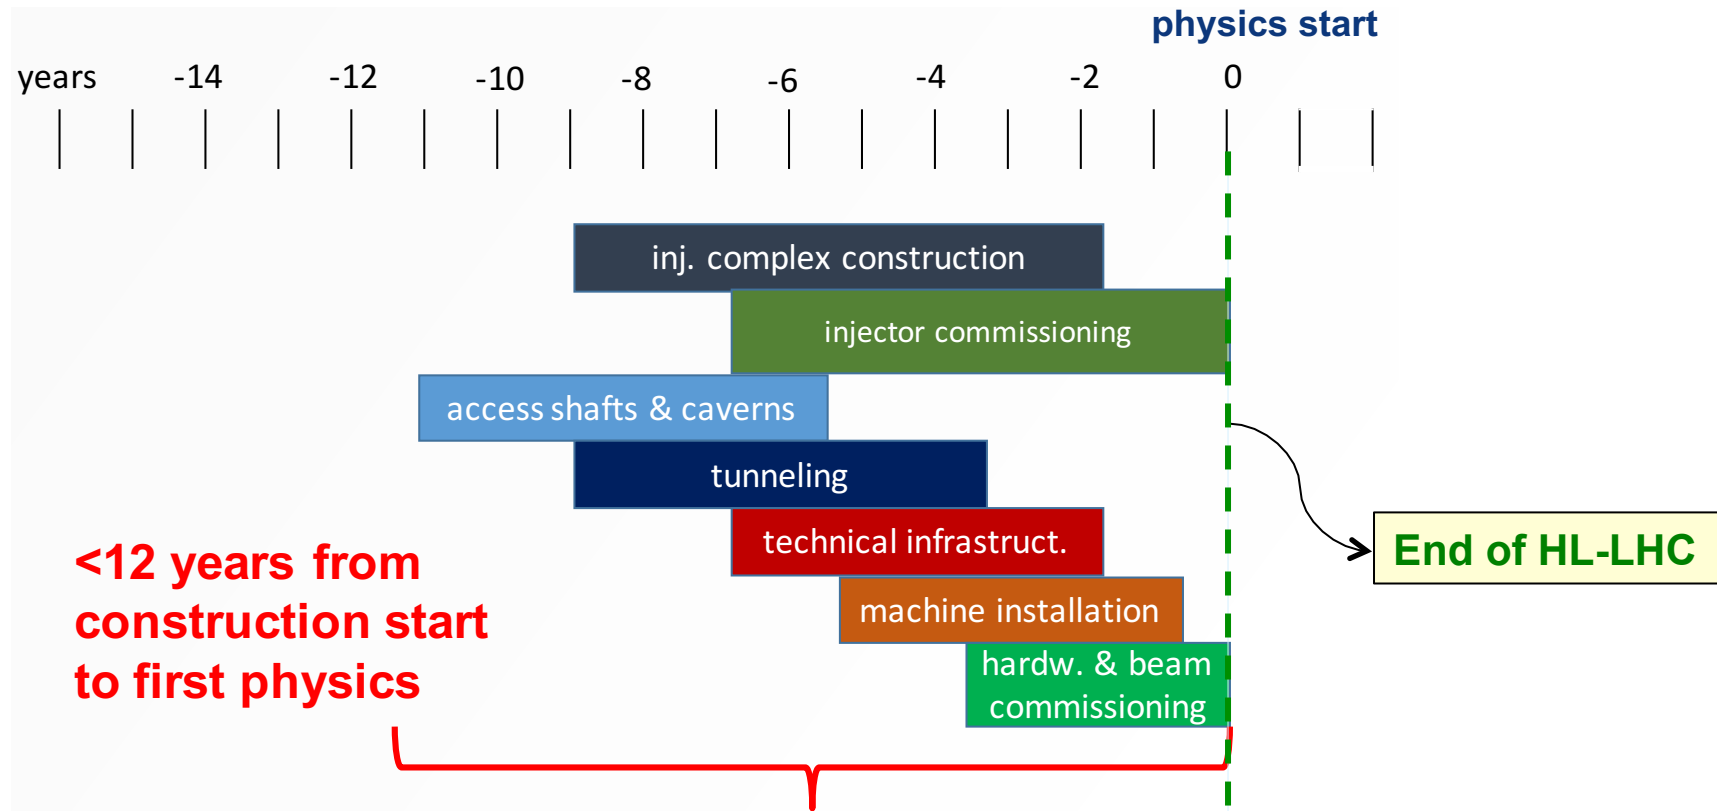 physics start
years -14 -12 -10 -8 -6 -4 -2 0
inj. complex construction
injector commissioning
access shafts & caverns
tunneling
technical infrastruct.
machine installation
hardw. & beam
commissioning
<12 years from
construction start
to first physics
End of HL-LHC